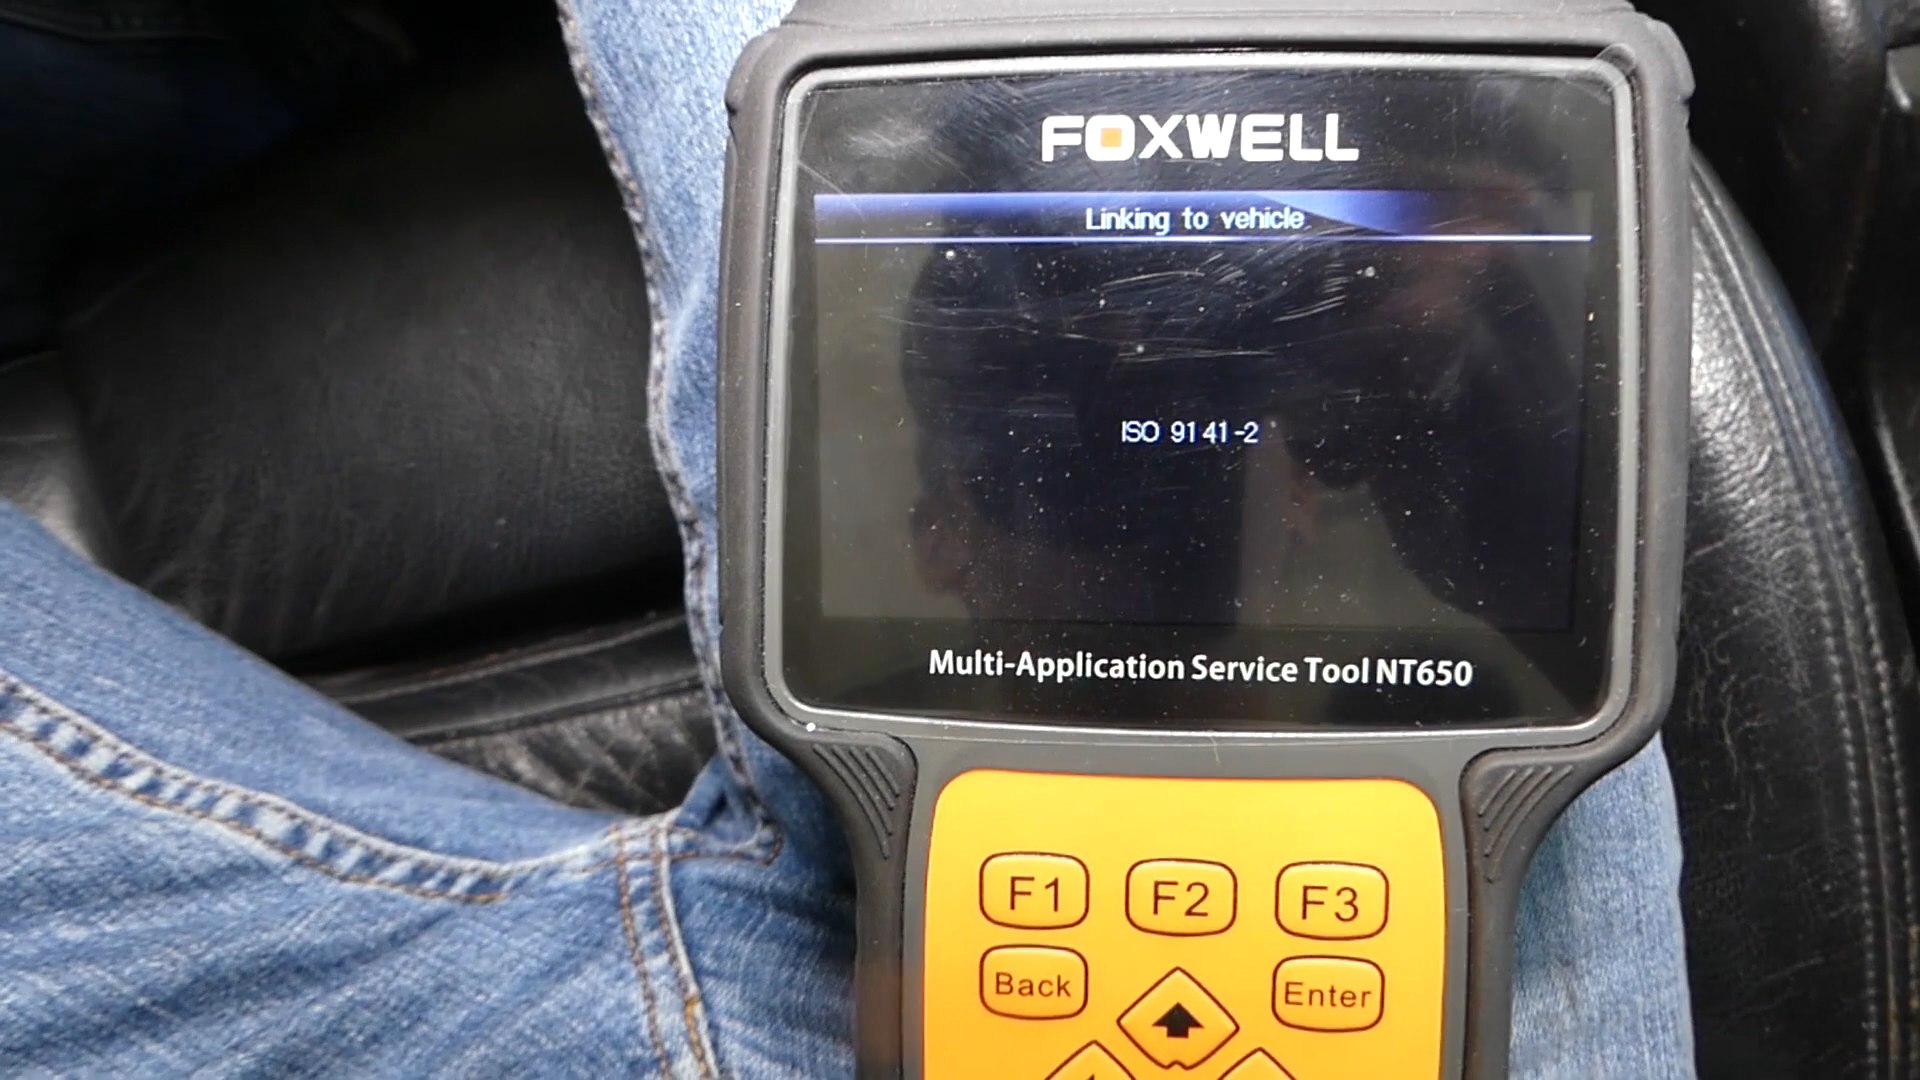 FOXWELL
Linking to vehicle
ISO 9141-2
Multi-Application Service Tool NT650
F1 F2 F3
Back Enter